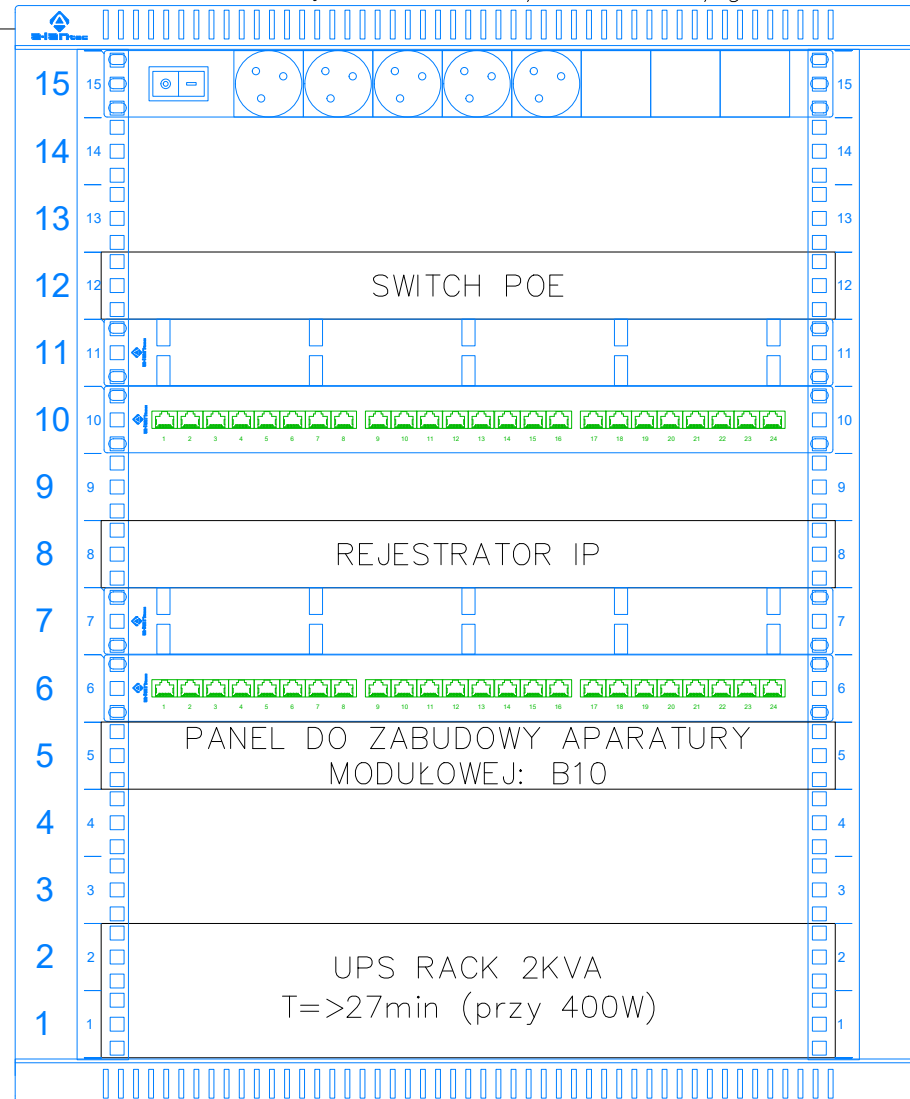 15 15 15
14 14 14
13 13 13
12 12 SWITCH POE 12
11 11 11
10 10 10
1 2 3 4 5 6 7 8 9 10 11 12 13 14 15 16 17 18 19 20 21 22 23 24
9 9 9
8 8 REJESTRATOR IP 8
7 7 7
6 6 6
1 2 3 4 5 6 7 8 9 10 11 12 13 14 15 16 17 18 19 20 21 22 23 24
PANEL DO ZABUDOWY APARATURY
5 5 5
MODUŁOWEJ: B10
4 4 4
3 3 3
2 2 UPS RACK 2KVA 2
T=>27min (przy 400W)
1 1 1